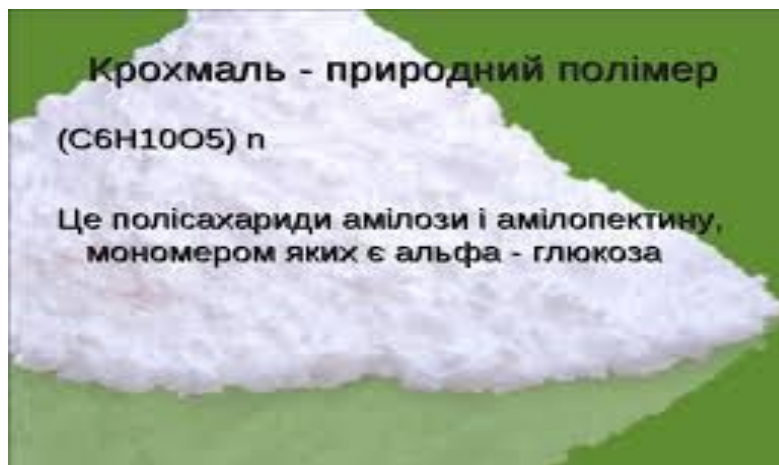 Крохмаль - природний полімер
(C6H10O5) n
Це полісахариди амілози і амілопектину,
мономером яких є альфа - глюкоза